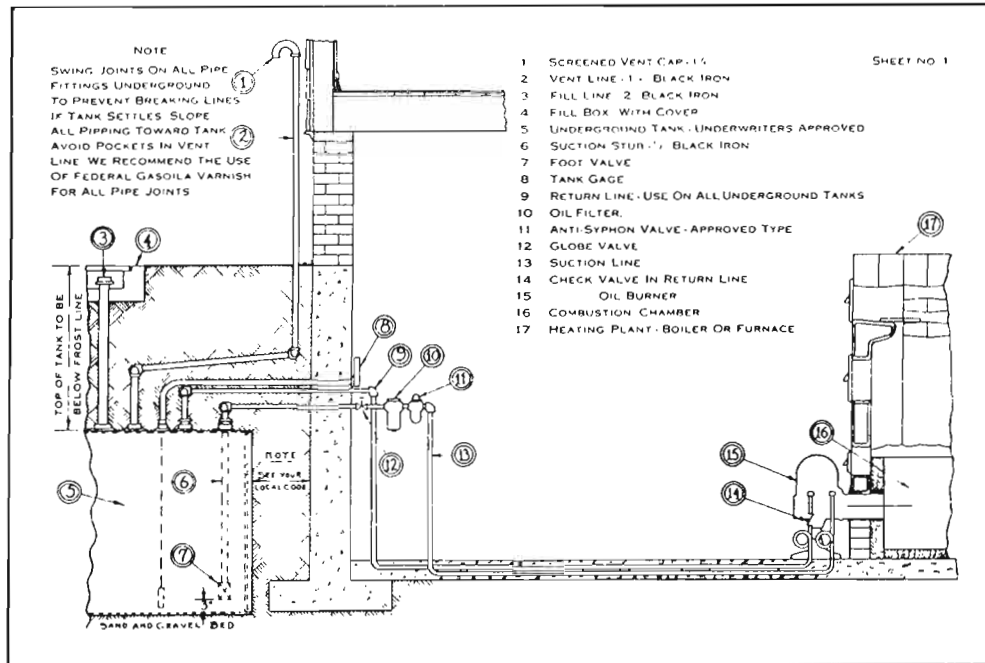 NOTE
SWING JOINTS ON ALL PIPE
FITTINGS UNDERGROUND
TO PREVENT BREAKING LINES
IF TANK SETTLES SLOPE
ALL PIPPING TOWARD TANK
AVOID POCKETS IN VENT
LINE WE RECOMMEND THE USE
OF FEDERAL GASOILA VARNISH
FOR ALL PIPE JOINTS
SHEET NO 1
1 SCREENED VENT CAP
2 VENT LINE BLACK IRON
3 FILL LINE 2 BLACK IRON
4 FILL BOX WITH COVER
5 UNDERGROUND TANK - UNDERWRITERS APPROVED
6 SUCTION STUB BLACK IRON
7 FOOT VALVE
8 TANK GAGE
9 RETURN LINE - USE ON ALL UNDERGROUND TANKS
10 OIL FILTER.
11 ANTI-SYPHON VALVE - APPROVED TYPE
12 GLOBE VALVE
13 SUCTION LINE
14 CHECK VALVE IN RETURN LINE
15 OIL BURNER
16 COMBUSTION CHAMBER
17 HEATING PLANT - BOILER OR FURNACE
1
2
3
4
17
TOP OF TANK TO BE
BELOW FROST LINE
8
9
10
11
12
13
15
16
14
5
6
7
NOTE
SEE YOUR
LOCAL CODE
3"
SAND AND GRAVEL BED